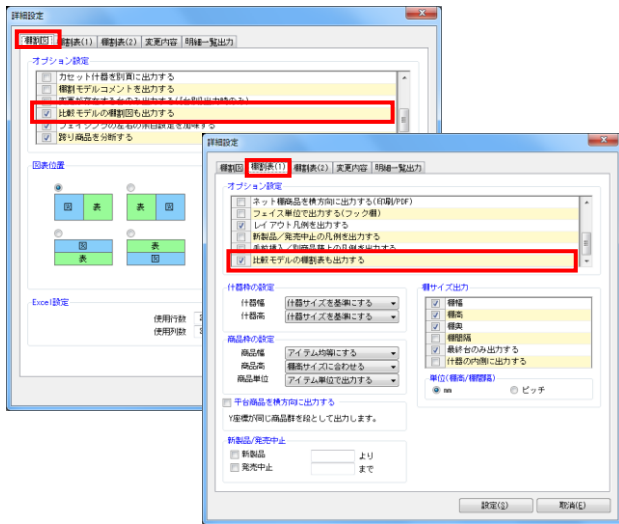 詳細設定
棚割図 棚割表(1) 棚割表(2) 変更内容 明細一覧出力
オプション設定
カセット什器を別頁に出力する
棚割モデルコメントを出力する
比較モデルの棚割図も出力する
跨り商品を分断する
図表位置
図 表 表 図
図 表
表 図
Excel設定
使用行数
使用列数
詳細設定
棚割図 棚割表(1) 棚割表(2) 変更内容 明細一覧出力
オプション設定
ネット棚商品を横方向に出力する(印刷/PDF)
フェイス単位で出力する(フック棚)
レイアウト凡例を出力する
新製品/発売中止の凡例を出力する
比較モデルの棚割表も出力する
什器枠の設定
什器幅 什器サイズを基準にする
什器高 什器サイズを基準にする
商品枠の設定
商品幅 アイテム均等にする
商品高 棚高サイズに合わせる
商品単位 アイテム単位で出力する
平台商品を横方向に出力する
Y座標が同じ商品群を段として出力します。
新製品/発売中止
新製品 より
発売中止 まで
棚サイズ出力
棚幅
棚高
棚奥
棚間隔
最終台のみ出力する
什器の内側に出力する
単位(棚高/棚間隔)
mm ピッチ
設定(S) 取消(E)